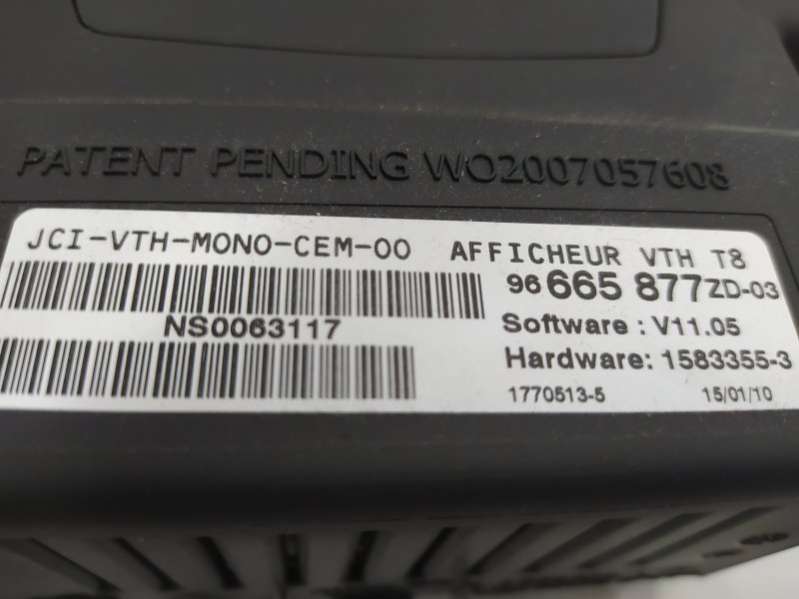 PATENT PENDING WO2007057608
JCI-VTH-MONO-CEM-00 AFFICHEUR VTH T8
96 665 877ZD-03
NS0063117
Software : V11.05
Hardware: 1583355-3
1770513-5 15/01/10